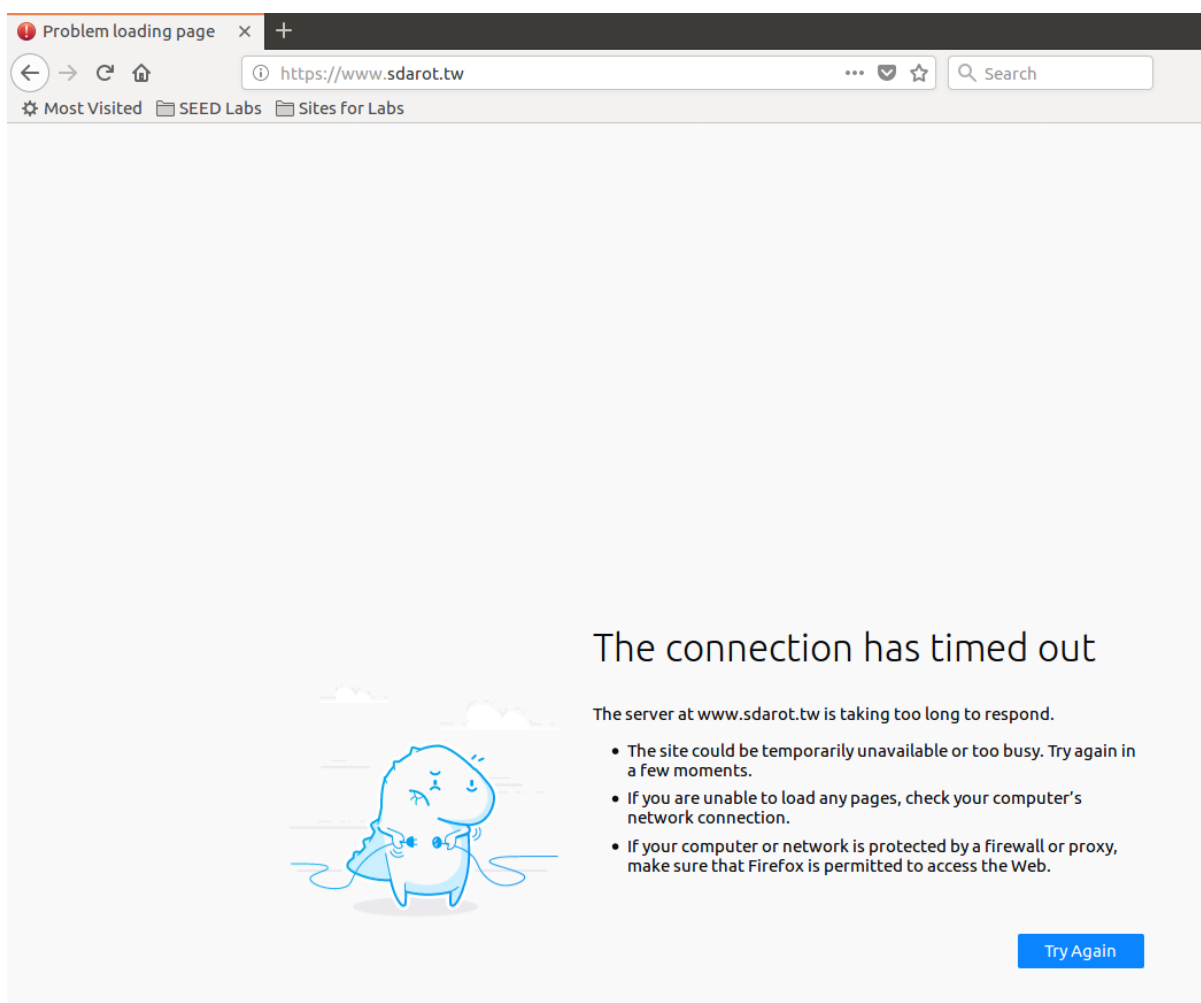 Problem loading page
https://www.sdarot.tw
Search
Most Visited SEED Labs Sites for Labs
The connection has timed out
The server at www.sdarot.tw is taking too long to respond.
• The site could be temporarily unavailable or too busy. Try again in
a few moments.
• If you are unable to load any pages, check your computer's
network connection.
• If your computer or network is protected by a firewall or proxy,
make sure that Firefox is permitted to access the Web.
Try Again